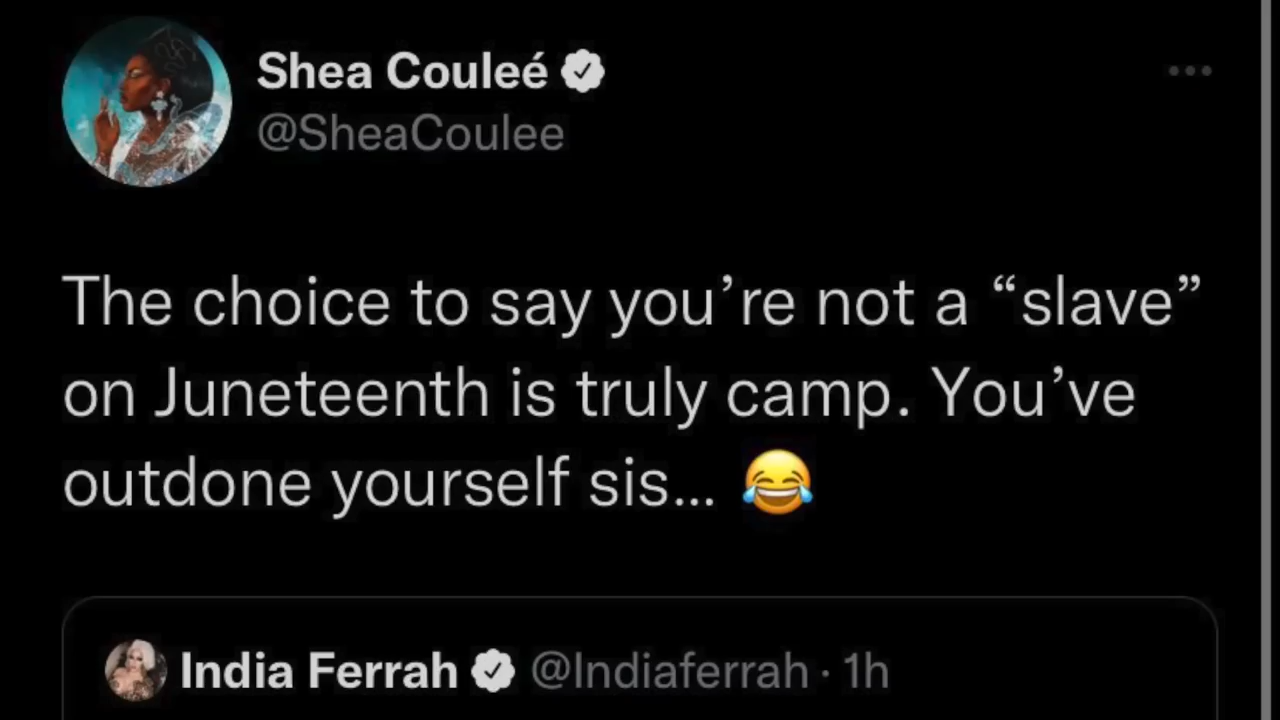 Shea Couleé
@SheaCoulee
The choice to say you’re not a “slave”
on Juneteenth is truly camp. You’ve
outdone yourself sis... 😂
India Ferrah @Indiaferrah · 1h